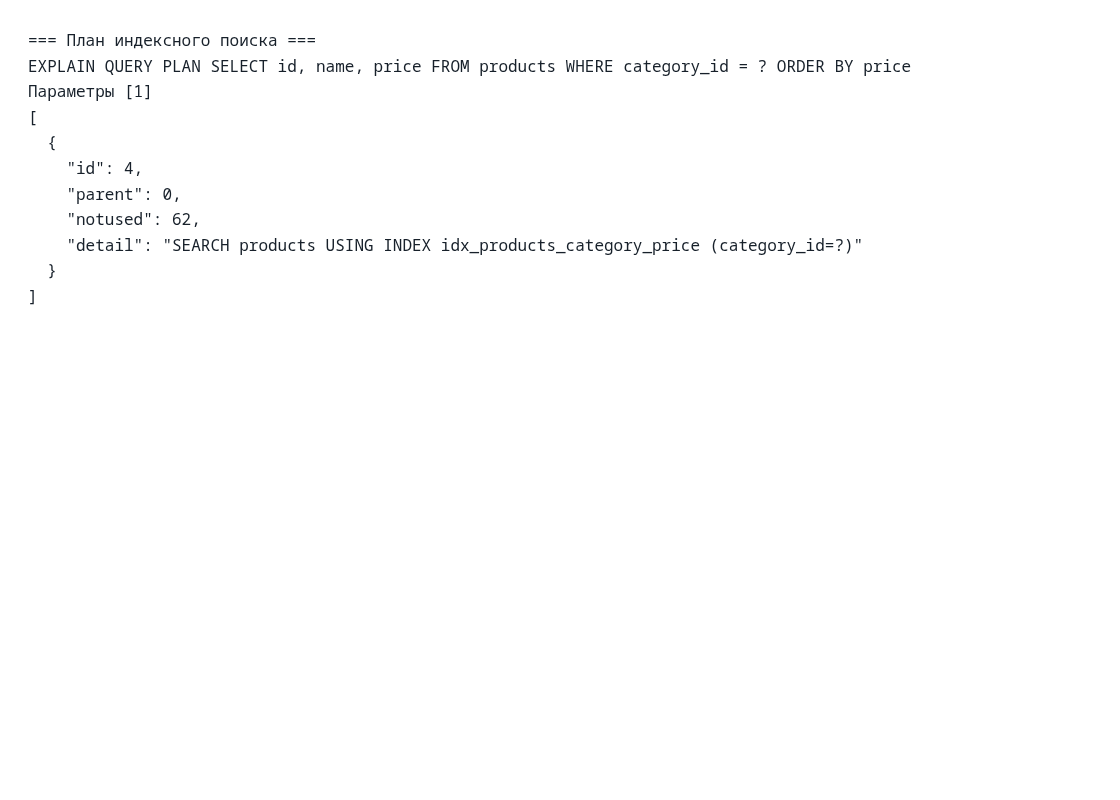 === План индексного поиска ===
EXPLAIN QUERY PLAN SELECT id, name, price FROM products WHERE category_id = ? ORDER BY price
Параметры [1]
[
  {
    "id": 4,
    "parent": 0,
    "notused": 62,
    "detail": "SEARCH products USING INDEX idx_products_category_price (category_id=?)"
  }
]